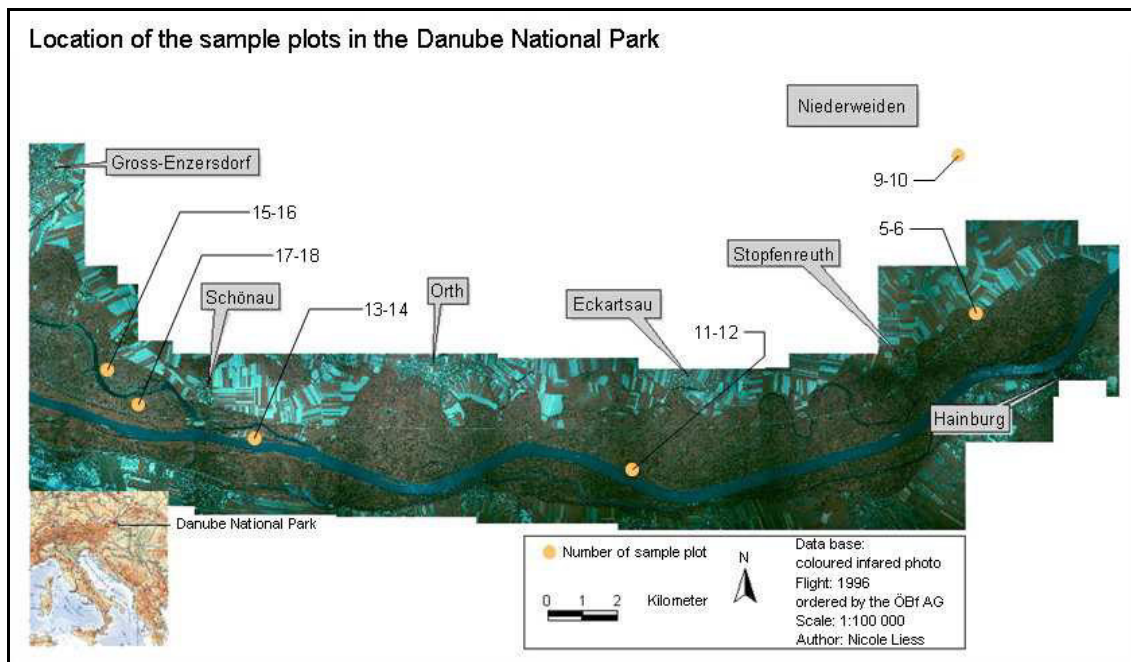 Location of the sample plots in the Danube National Park
Niederweiden
Gross-Enzersdorf
9-10
15-16
5-6
17-18
Stopfenreuth
Schönau
Orth
13-14
Eckartsau
11-12
Hainburg
Danube National Park
Number of sample plot
N
0 1 2 Kilometer
Data base:
coloured infared photo
Flight: 1996
ordered by the ÖBf AG
Scale: 1:100 000
Author: Nicole Liess